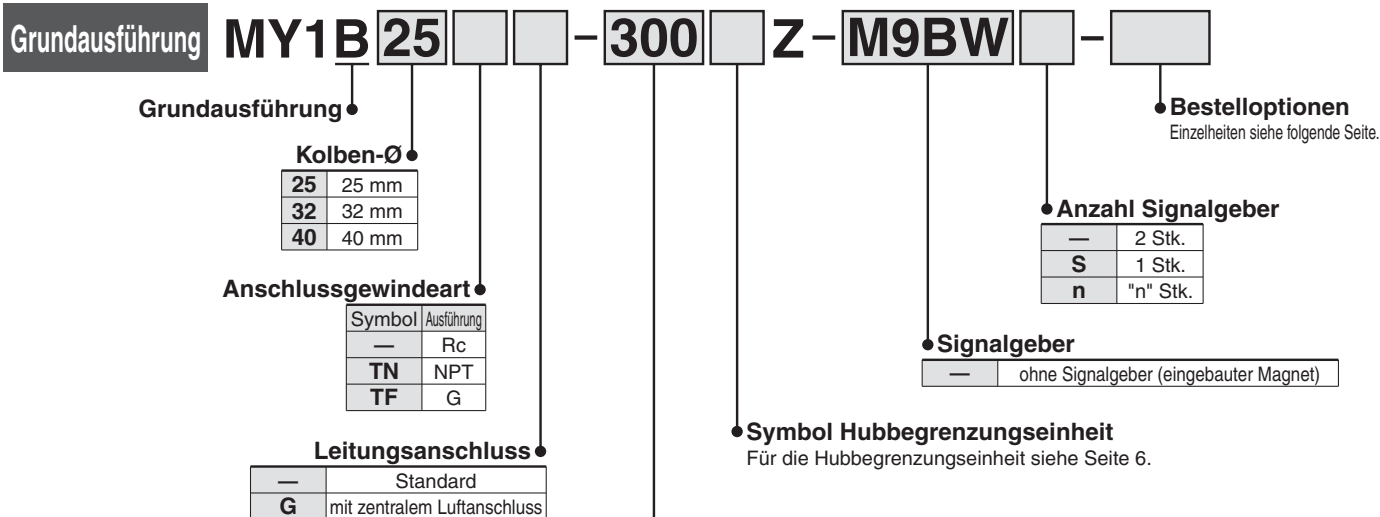 Grundausführung MY1B 25 – 300 Z – M9BW –
Grundausführung
Bestelloptionen
Einzelheiten siehe folgende Seite.
Kolben-Ø
25 25 mm
32 32 mm
40 40 mm
Anzahl Signalgeber
— 2 Stk.
S 1 Stk.
n "n" Stk.
Anschlussgewindeart
Symbol Ausführung
— Rc
TN NPT
TF G
Signalgeber
— ohne Signalgeber (eingebauter Magnet)
Symbol Hubbegrenzungseinheit
Für die Hubbegrenzungseinheit siehe Seite 6.
Leitungsanschluss
— Standard
G mit zentralem Luftanschluss